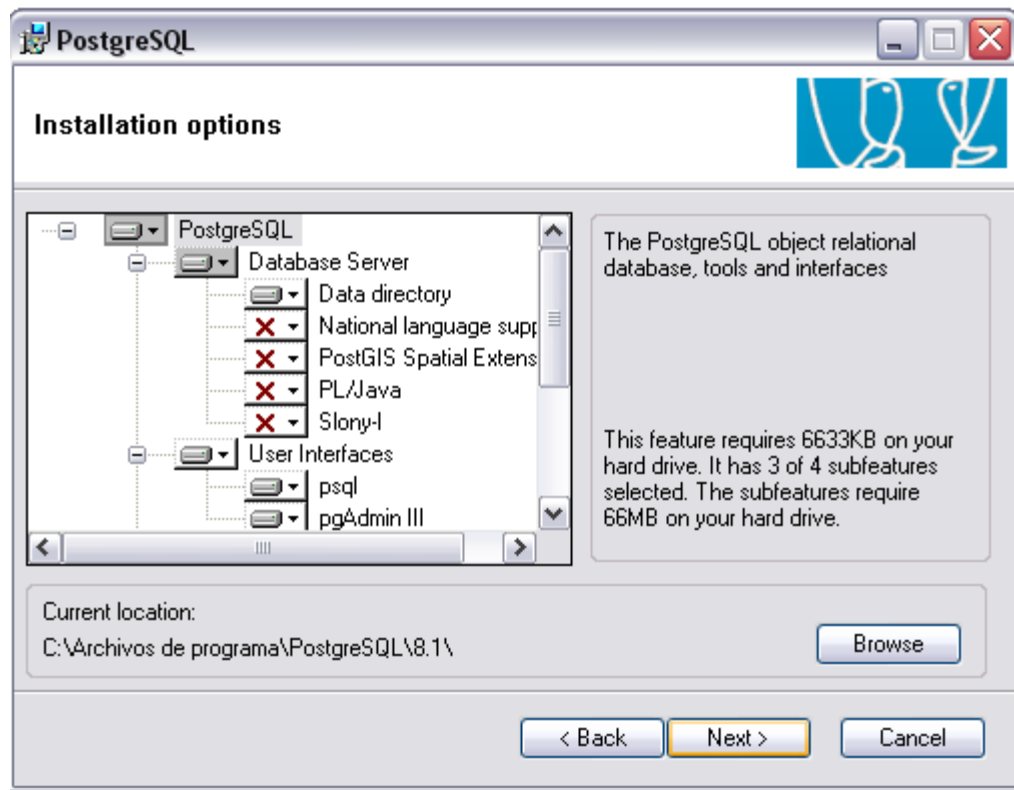 PostgreSQL
Installation options
PostgreSQL
Database Server
Data directory
National language supp
PostGIS Spatial Extens
PL/Java
Slony-I
User Interfaces
psql
pgAdmin III
The PostgreSQL object relational
database, tools and interfaces
This feature requires 6633KB on your
hard drive. It has 3 of 4 subfeatures
selected. The subfeatures require
66MB on your hard drive.
Current location:
C:\Archivos de programa\PostgreSQL\8.1\
Browse
< Back
Next >
Cancel